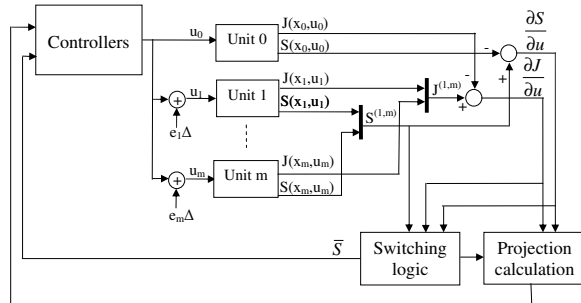 Controllers
u₀
Unit 0
J(x₀,u₀)
S(x₀,u₀)
-
∂S
∂u
u₁
Unit 1
J(x₁,u₁)
S(x₁,u₁)
+
e₁Δ
J⁽¹,ᵐ⁾
-
+
+
∂J
∂u
S⁽¹,ᵐ⁾
uₘ
Unit m
J(xₘ,uₘ)
S(xₘ,uₘ)
+
eₘΔ
S̅
Switching
logic
Projection
calculation